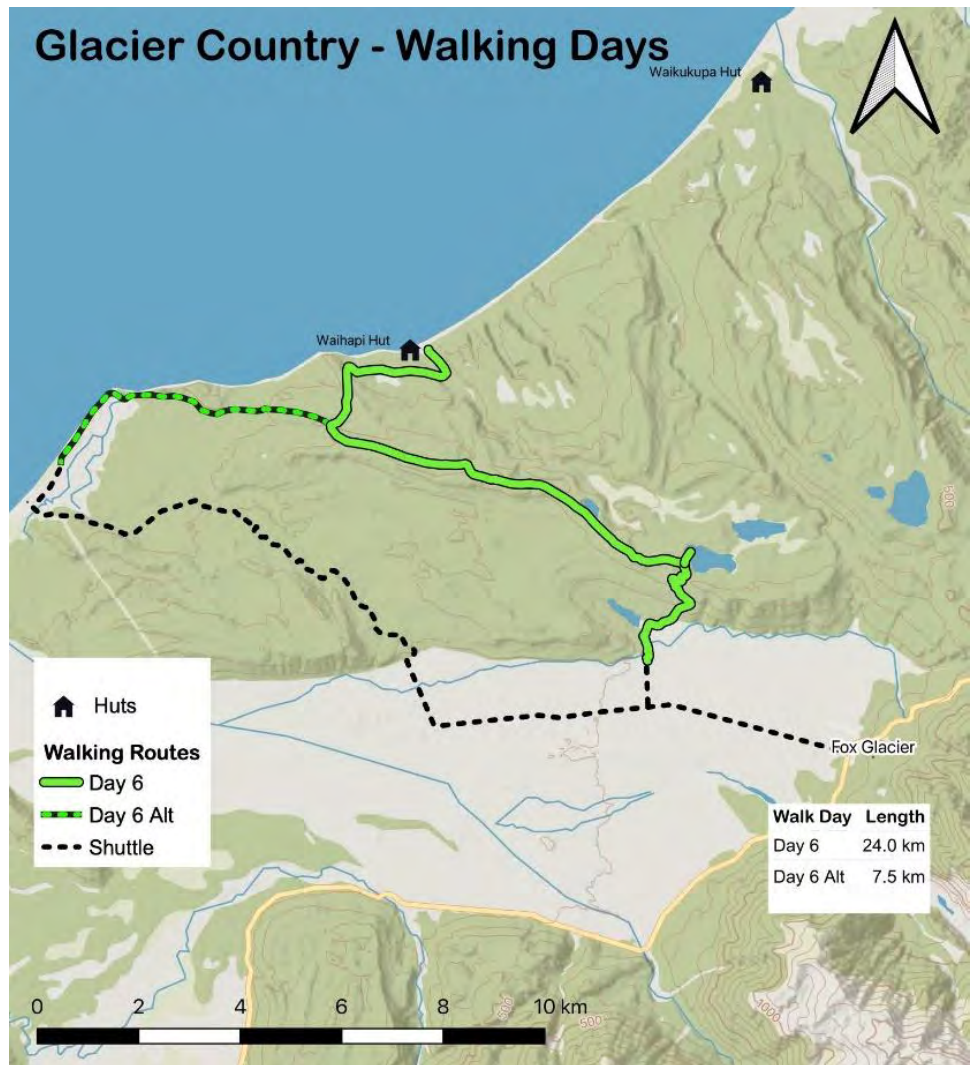 Glacier Country - Walking Days
Waikukupa Hut
Waihapi Hut
500
Huts
Walking Routes
Day 6
Day 6 Alt
Shuttle
Fox Glacier
Walk Day Length
Day 6 24.0 km
Day 6 Alt 7.5 km
0 2 4 6 8 10 km
500
500
1000